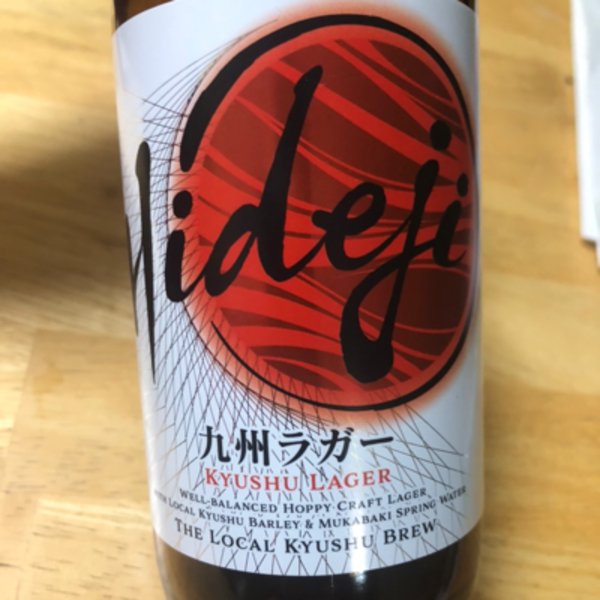 Hideji
九州ラガー
KYUSHU LAGER
WELL-BALANCED HOPPY CRAFT LAGER
WITH LOCAL KYUSHU BARLEY & MUKABAKI SPRING WATER
THE LOCAL KYUSHU BREW